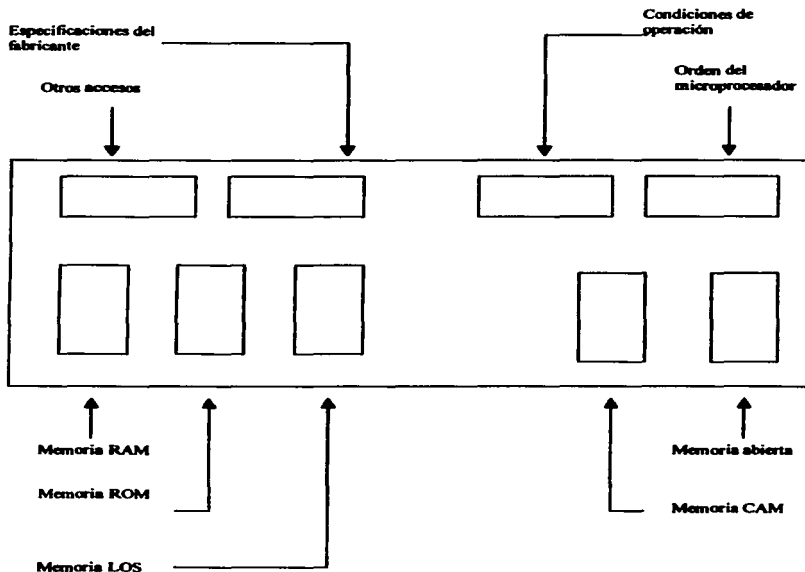 Especificaciones del
fabricante
Condiciones de
operación
Otros accesos
Orden del
microprocesador
Memoria RAM
Memoria abierta
Memoria ROM
Memoria CAM
Memoria LOS